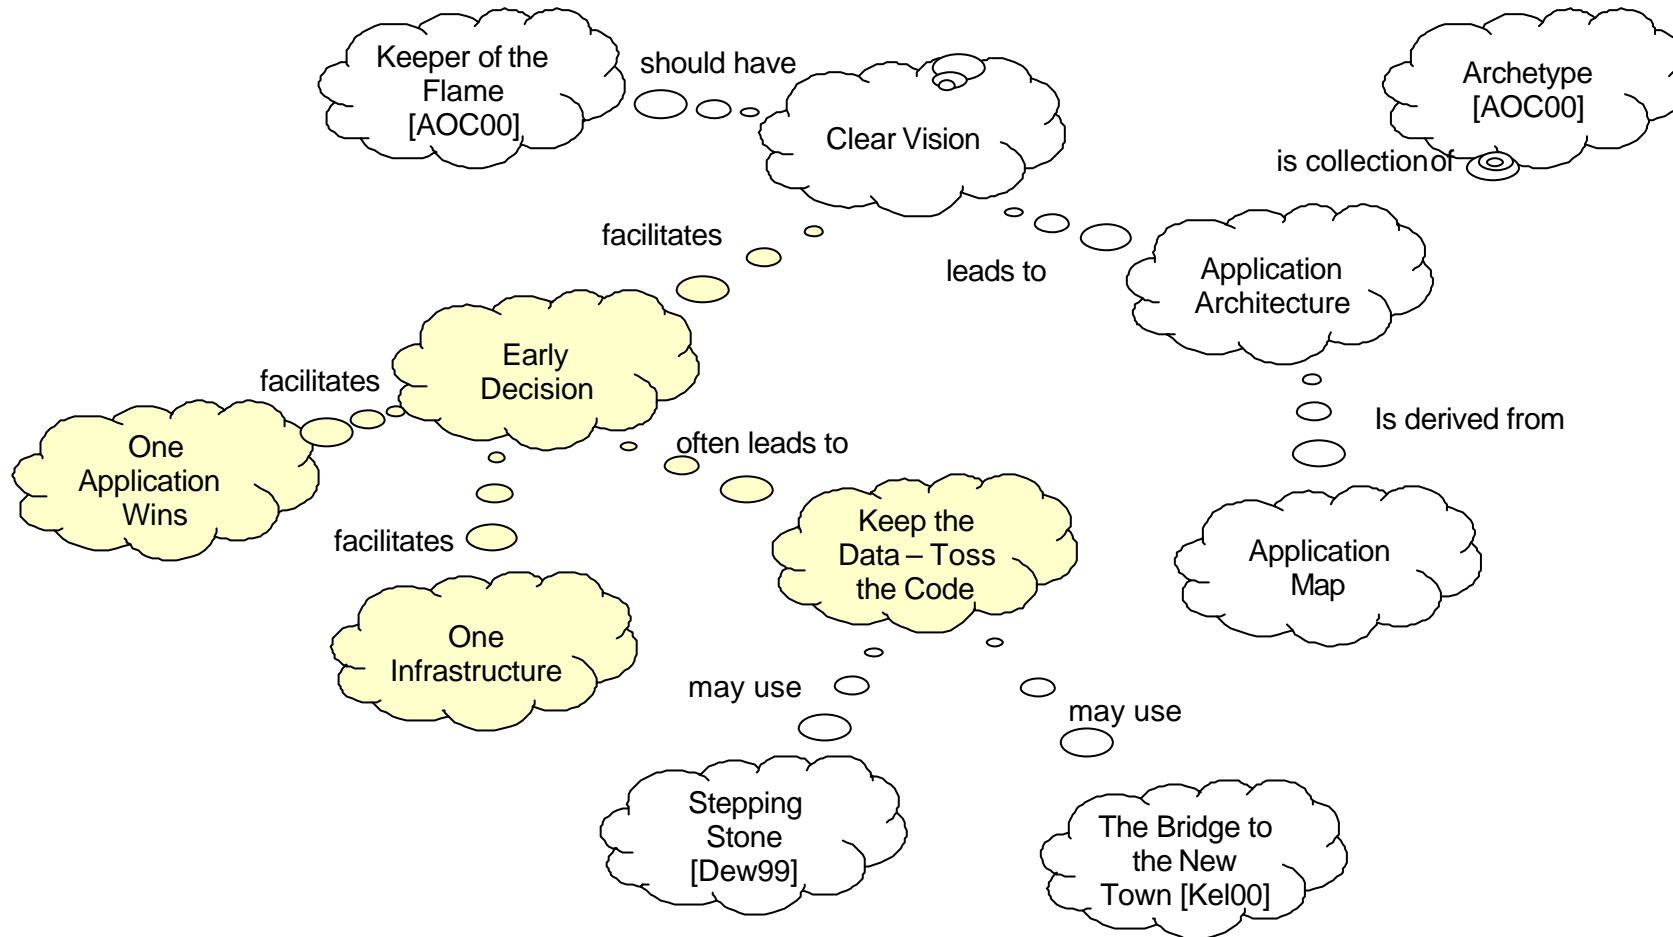 Keeper of the
Flame
[AOC00]
should have
Clear Vision
Archetype
[AOC00]
is collectionof
facilitates
leads to
Application
Architecture
Early
Decision
facilitates
One
Application
Wins
often leads to
Is derived from
facilitates
Keep the
Data – Toss
the Code
Application
Map
One
Infrastructure
may use
may use
Stepping
Stone
[Dew99]
The Bridge to
the New
Town [Kel00]